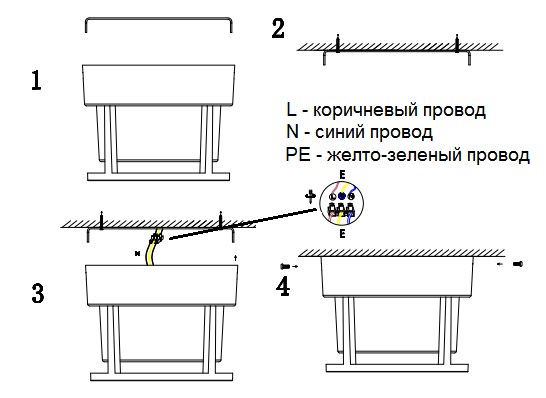 1
2
L - коричневый провод
N - синий провод
PE - желто-зеленый провод
E
L N
E
N
3
4